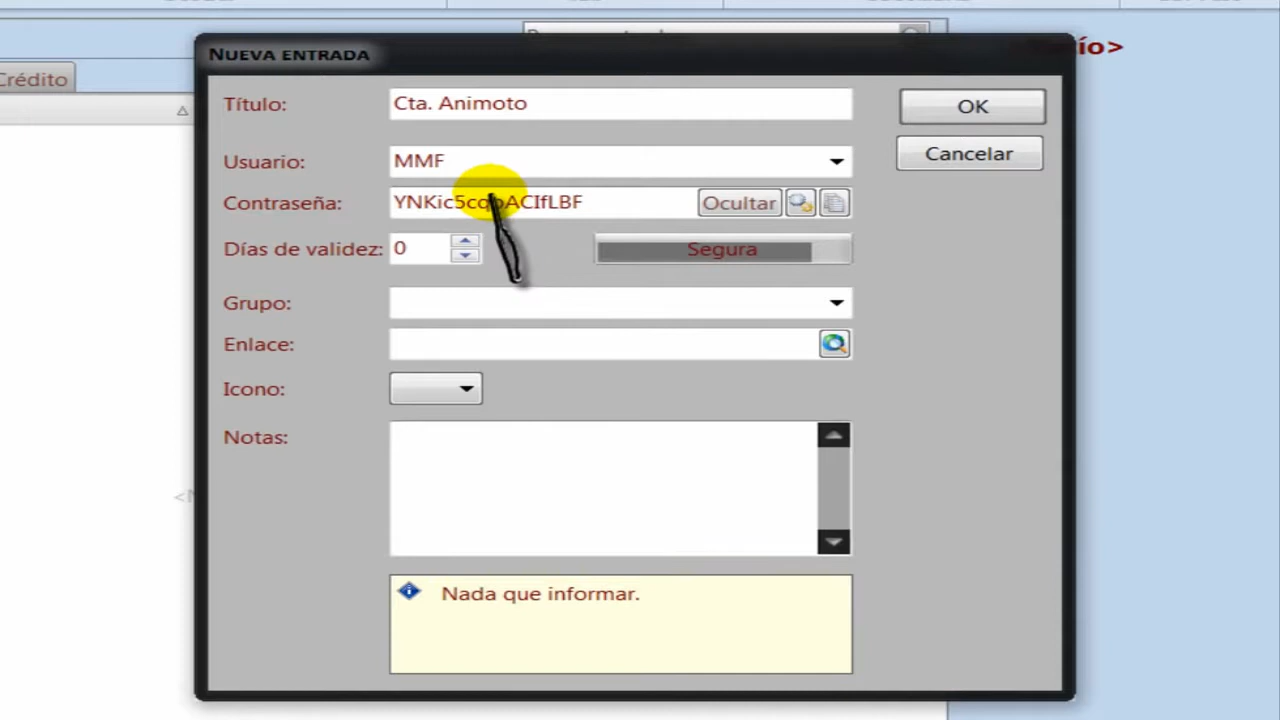 Crédito
NUEVA ENTRADA
Título: Cta. Animoto OK
Usuario: MMF Cancelar
Contraseña: Ocultar
Días de validez: 0 Segura
Grupo:
Enlace:
Icono:
Notas:
Nada que informar.